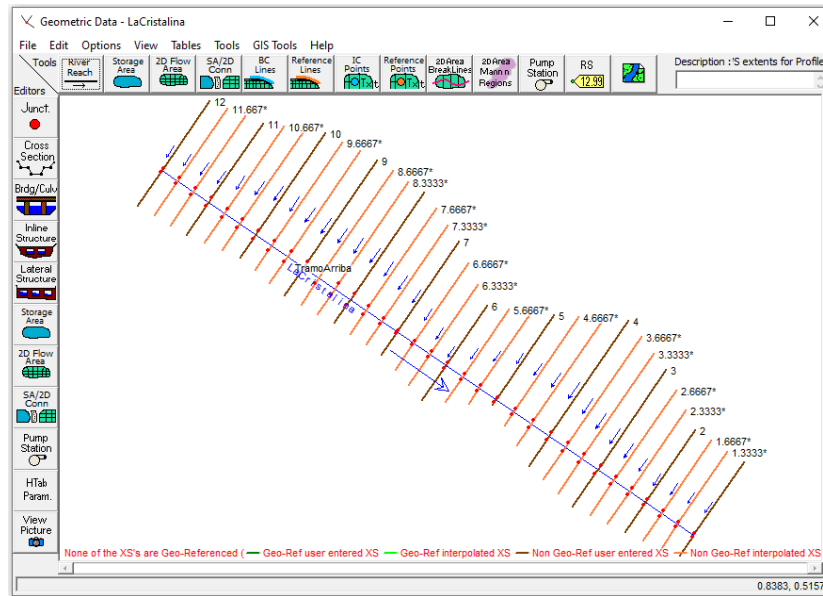 Geometric Data - LaCristalina
File Edit Options View Tables Tools GIS Tools Help
Tools
Editors
River
Reach
Storage
Area
2D Flow
Area
SA/2D
Conn
BC
Lines
Reference
Lines
IC
Points
Reference
Points
2D Area
BreakLines
2D Area
Mann n
Regions
Pump
Station
RS
12.99
Description :'S extents for Profile
Junct.
Cross
Section
Brdg/Culv
Inline
Structure
Lateral
Structure
Storage
Area
2D Flow
Area
SA/2D
Conn
Pump
Station
HTab
Param.
View
Picture
12
11.667*
11
10.667*
10
9.6667*
9
8.6667*
8.3333*
7.6667*
7.3333*
7
6.6667*
6.3333*
6
5.6667*
5
4.6667*
4
3.6667*
3.3333*
3
2.6667*
2.3333*
2
1.6667*
1.3333*
TramoArriba
LaCristalina
None of the XS's are Geo-Referenced ( Geo-Ref user entered XS Geo-Ref interpolated XS Non Geo-Ref user entered XS Non Geo-Ref interpolated XS
0.8383, 0.5157